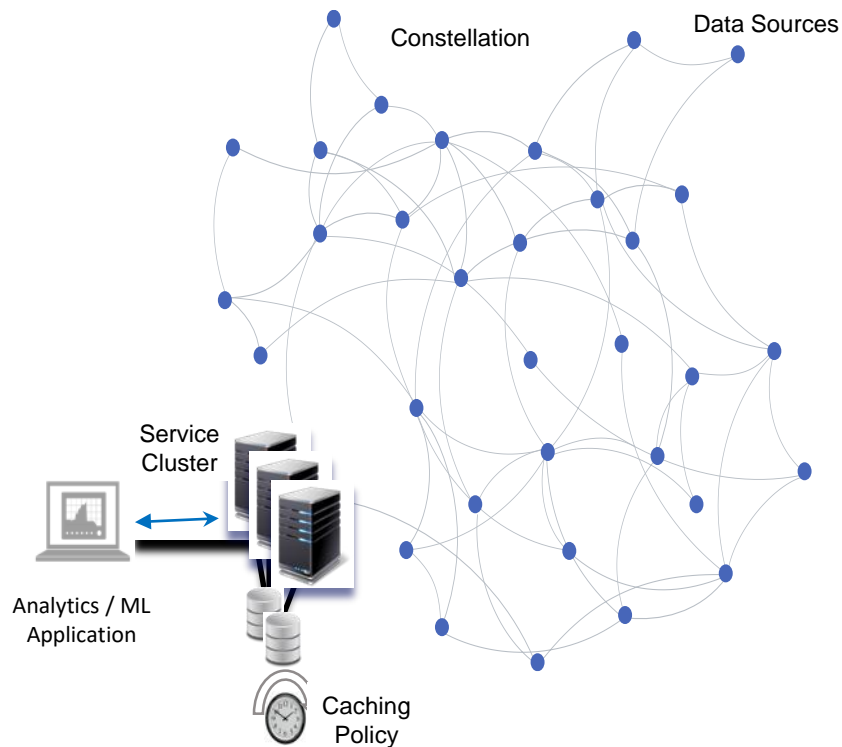 Constellation
Data Sources
Service
Cluster
Analytics / ML
Application
Caching
Policy